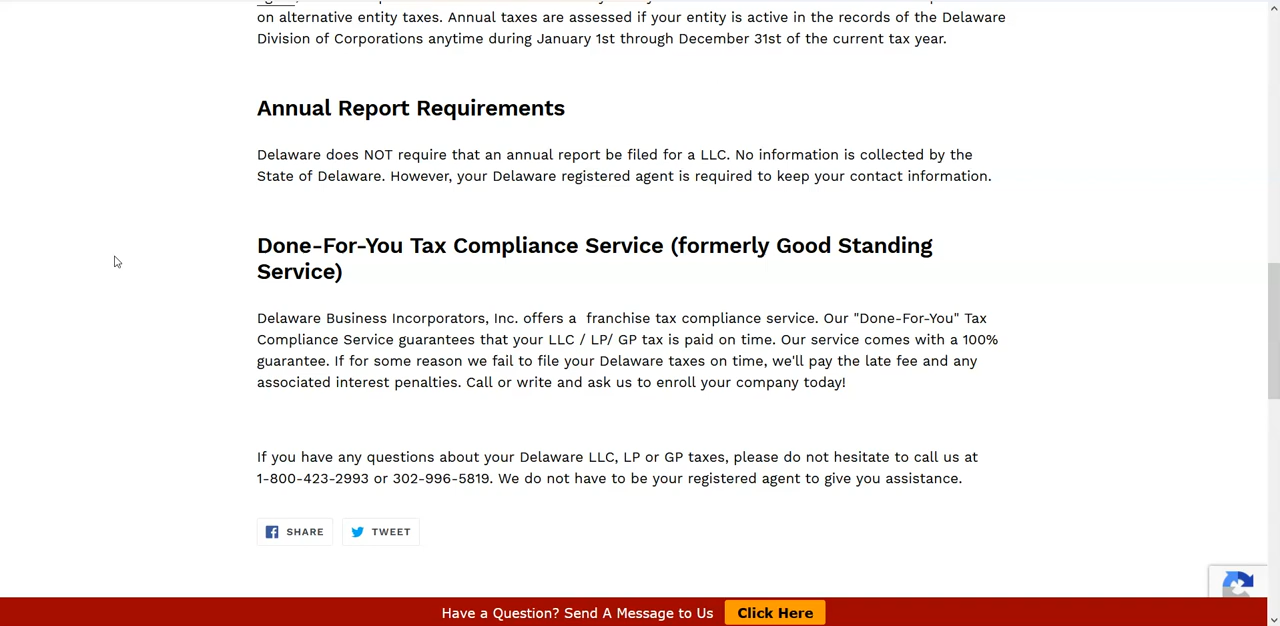 on alternative entity taxes. Annual taxes are assessed if your entity is active in the records of the Delaware
Division of Corporations anytime during January 1st through December 31st of the current tax year.
Annual Report Requirements
Delaware does NOT require that an annual report be filed for a LLC. No information is collected by the
State of Delaware. However, your Delaware registered agent is required to keep your contact information.
Done-For-You Tax Compliance Service (formerly Good Standing
Service)
Delaware Business Incorporators, Inc. offers a  franchise tax compliance service. Our "Done-For-You" Tax
Compliance Service guarantees that your LLC / LP/ GP tax is paid on time. Our service comes with a 100%
guarantee. If for some reason we fail to file your Delaware taxes on time, we'll pay the late fee and any
associated interest penalties. Call or write and ask us to enroll your company today!
If you have any questions about your Delaware LLC, LP or GP taxes, please do not hesitate to call us at
1-800-423-2993 or 302-996-5819. We do not have to be your registered agent to give you assistance.
SHARE TWEET
Have a Question? Send A Message to Us Click Here